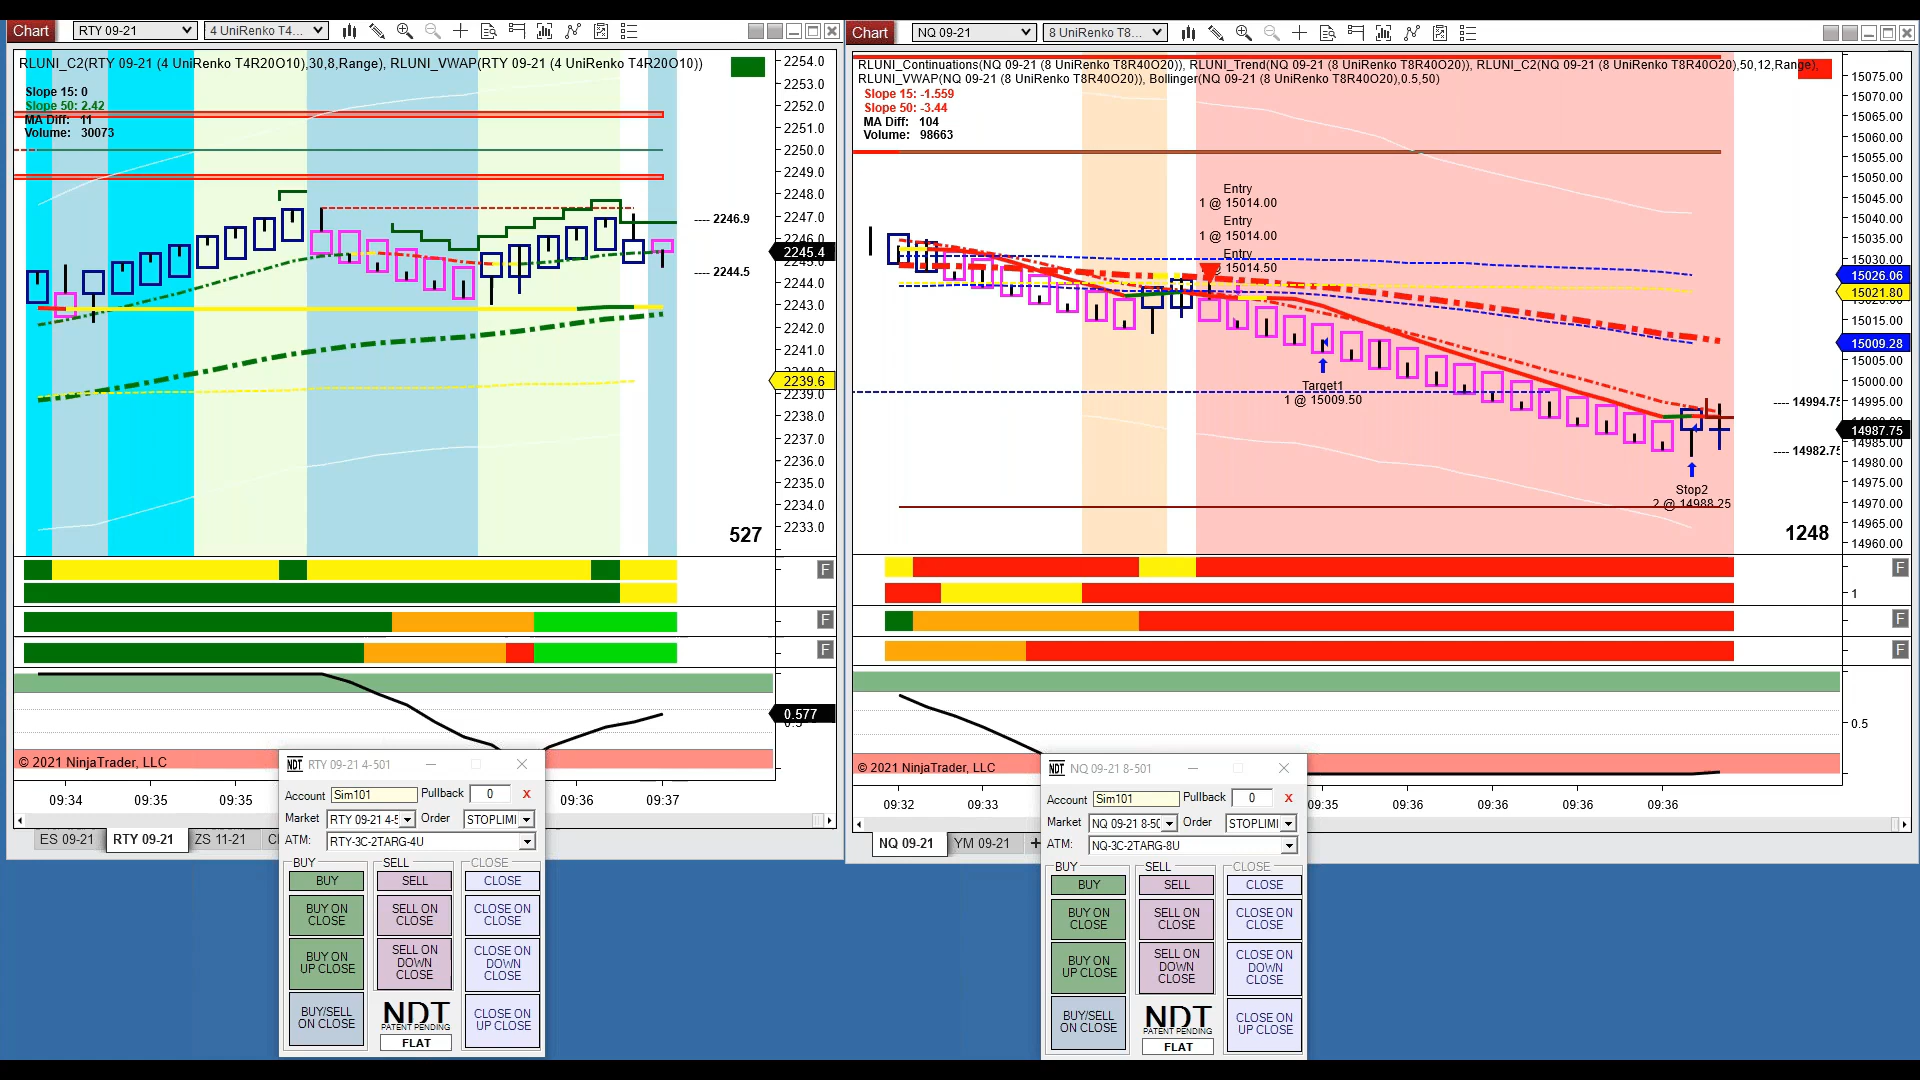 Chart
RTY 09-21
4 UniRenko T4...
RLUNI_C2(RTY 09-21 (4 UniRenko T4R20O10),30,8,Range), RLUNI_VWAP(RTY 09-21 (4 UniRenko T4R20O10))
Slope 15: 0
Slope 50: 2.42
MA Diff: 11
Volume: 30073
2254.0
2253.0
2252.0
2251.0
2250.0
2249.0
2248.0
2247.0
---- 2246.9
2245.4
---- 2244.5
2243.0
2242.0
2241.0
2240.0
2239.6
2239.0
2238.0
2237.0
2236.0
2235.0
2234.0
2233.0
527
F
F
F
0.577
© 2021 NinjaTrader, LLC
09:34
09:35
09:35
09:36
09:37
ES 09-21
RTY 09-21
ZS 11-21
Chart
NQ 09-21
8 UniRenko T8...
RLUNI_Continuations(NQ 09-21 (8 UniRenko T8R40O20)), RLUNI_Trend(NQ 09-21 (8 UniRenko T8R40O20)), RLUNI_C2(NQ 09-21 (8 UniRenko T8R40O20),50,12,Range),
RLUNI_VWAP(NQ 09-21 (8 UniRenko T8R40O20)), Bollinger(NQ 09-21 (8 UniRenko T8R40O20),0.5,50)
Slope 15: -1.559
Slope 50: -3.44
MA Diff: 104
Volume: 98663
Entry
1 @ 15014.00
Entry
1 @ 15014.00
Entry
15014.50
Target1
1 @ 15009.50
Stop2
2 @ 14988.25
15075.00
15070.00
15065.00
15060.00
15055.00
15050.00
15045.00
15040.00
15035.00
15030.00
15026.06
15021.80
15015.00
15009.28
15005.00
15000.00
14995.00
---- 14994.75
14987.75
14985.00
---- 14982.75
14980.00
14975.00
14970.00
14965.00
14960.00
1248
F
1
F
F
0.5
© 2021 NinjaTrader, LLC
09:32
09:33
09:35
09:36
09:36
09:36
09:36
NQ 09-21
YM 09-21
+
NDT RTY 09-21 4-501
Account Sim101 Pullback 0 X
Market RTY 09-21 4-5 Order STOPLIMI
ATM: RTY-3C-2TARG-4U
BUY SELL CLOSE
BUY SELL CLOSE
BUY ON CLOSE
SELL ON CLOSE
CLOSE ON CLOSE
BUY ON UP CLOSE
SELL ON DOWN CLOSE
CLOSE ON DOWN CLOSE
BUY/SELL ON CLOSE
NDT
PATENT PENDING
FLAT
CLOSE ON UP CLOSE
NDT NQ 09-21 8-501
Account Sim101 Pullback 0 X
Market NQ 09-21 8-50 Order STOPLIMI
ATM: NQ-3C-2TARG-8U
BUY SELL CLOSE
BUY SELL CLOSE
BUY ON CLOSE
SELL ON CLOSE
CLOSE ON CLOSE
BUY ON UP CLOSE
SELL ON DOWN CLOSE
CLOSE ON DOWN CLOSE
BUY/SELL ON CLOSE
NDT
PATENT PENDING
FLAT
CLOSE ON UP CLOSE